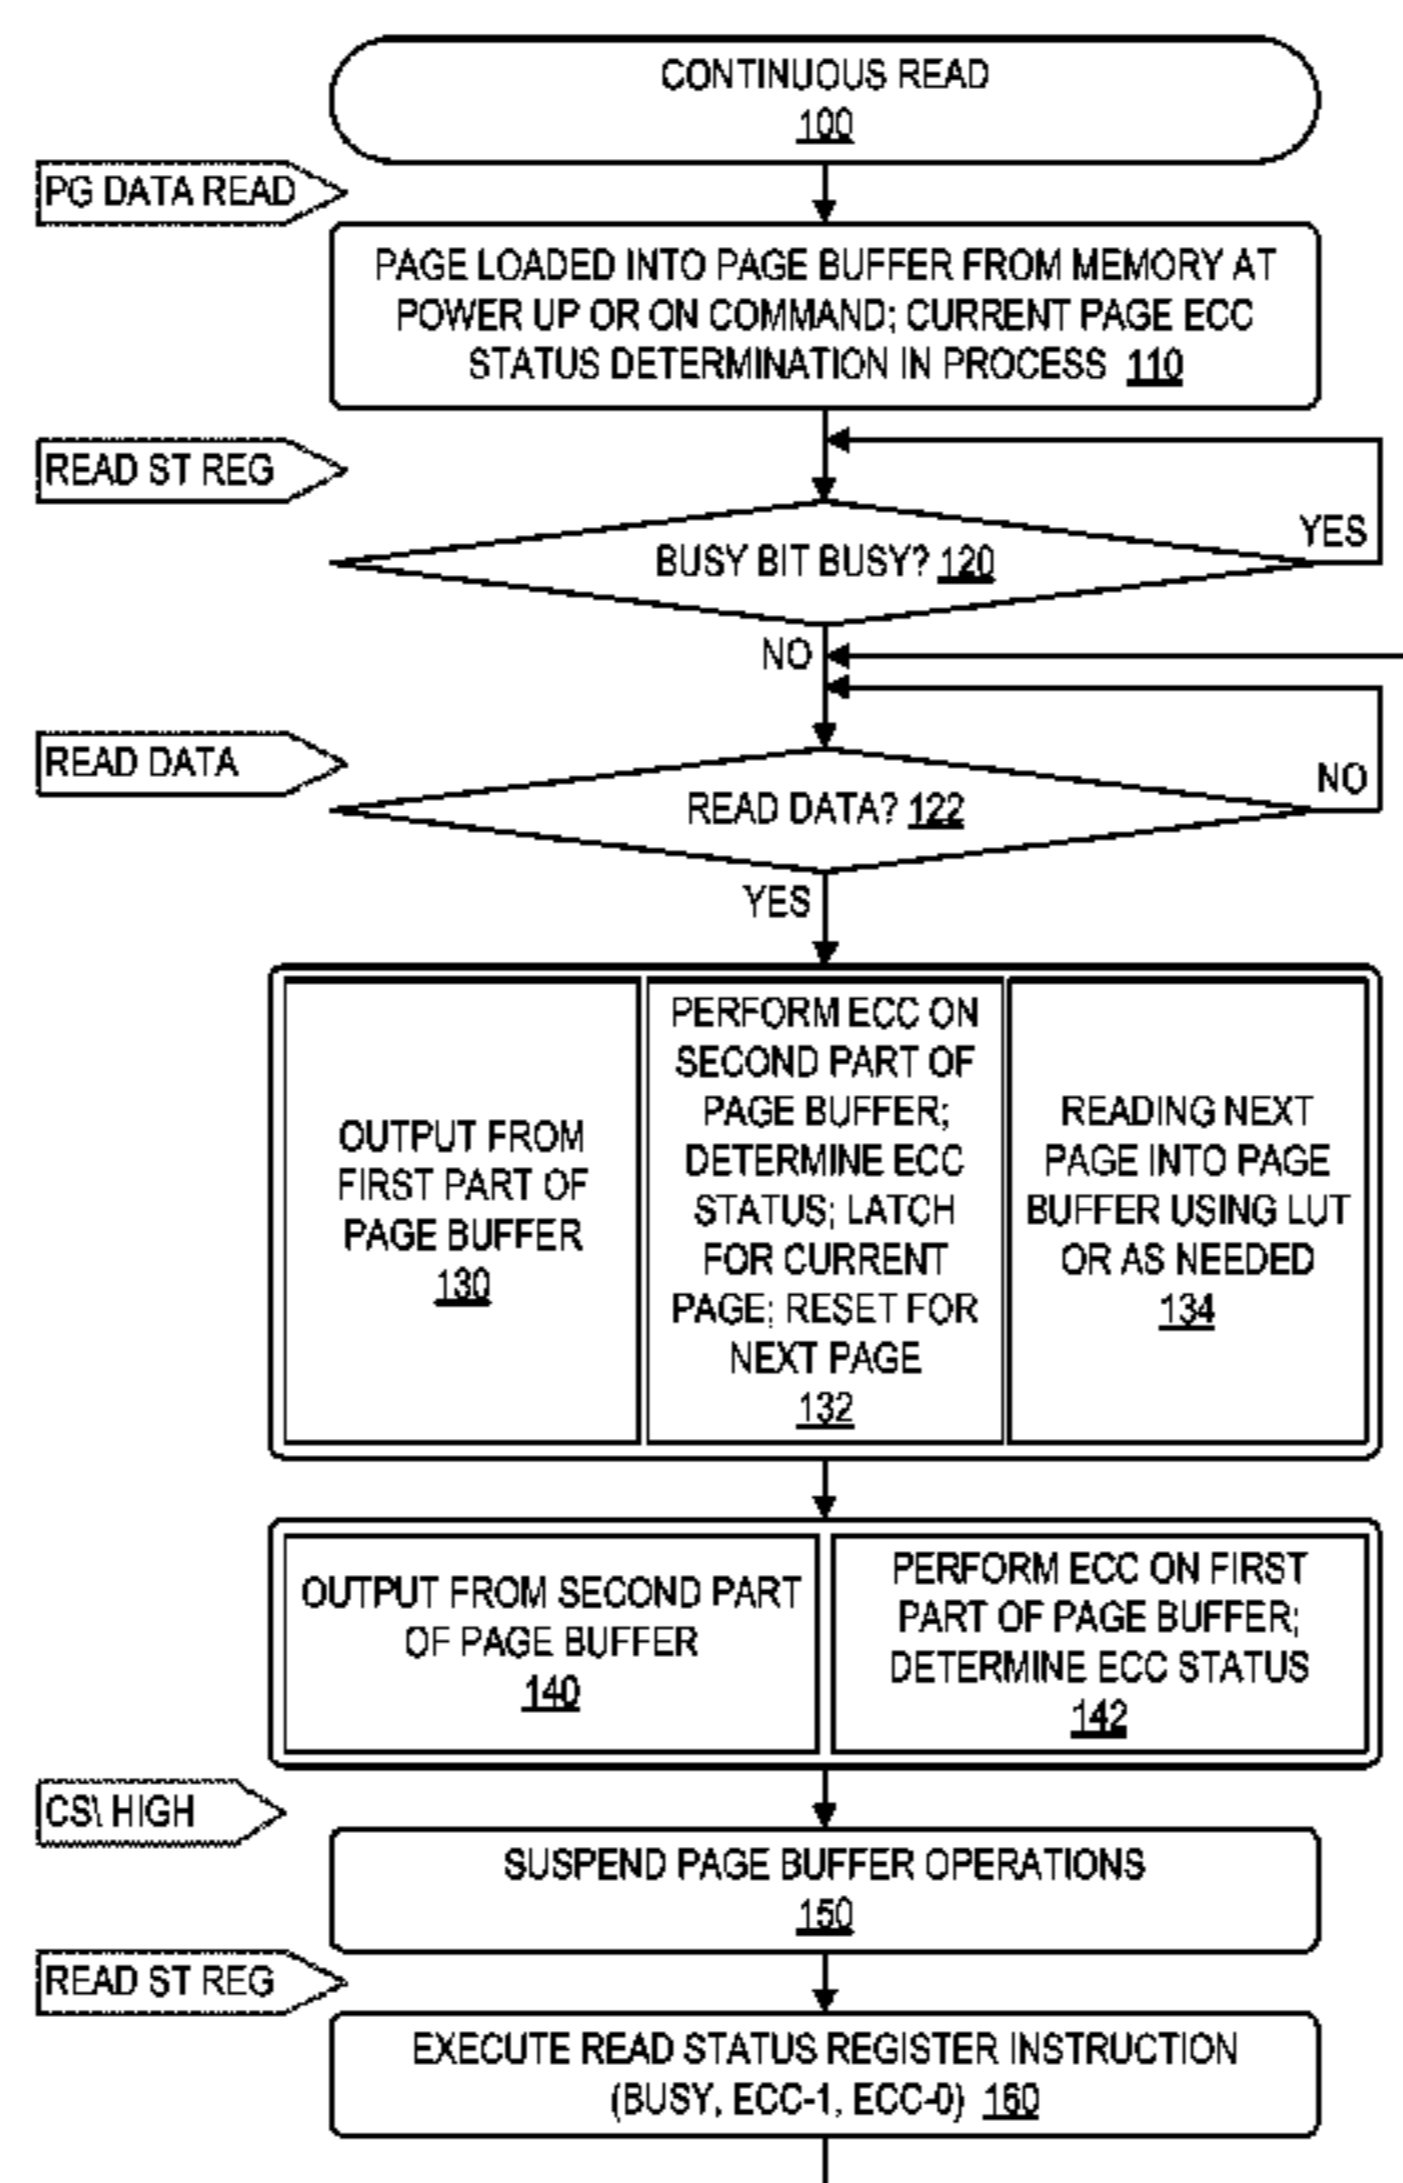 CONTINUOUS READ
100
PG DATA READ
PAGE LOADED INTO PAGE BUFFER FROM MEMORY AT
POWER UP OR ON COMMAND; CURRENT PAGE ECC
STATUS DETERMINATION IN PROCESS 110
READ ST REG
YES
BUSY BIT BUSY? 120
NO
READ DATA
NO
READ DATA? 122
YES
OUTPUT FROM
FIRST PART OF
PAGE BUFFER
130
PERFORM ECC ON
SECOND PART OF
PAGE BUFFER;
DETERMINE ECC
STATUS; LATCH
FOR CURRENT
PAGE; RESET FOR
NEXT PAGE
132
READING NEXT
PAGE INTO PAGE
BUFFER USING LUT
OR AS NEEDED
134
OUTPUT FROM SECOND PART
OF PAGE BUFFER
140
PERFORM ECC ON FIRST
PART OF PAGE BUFFER;
DETERMINE ECC STATUS
142
CS\ HIGH
SUSPEND PAGE BUFFER OPERATIONS
150
READ ST REG
EXECUTE READ STATUS REGISTER INSTRUCTION
(BUSY, ECC-1, ECC-0) 160